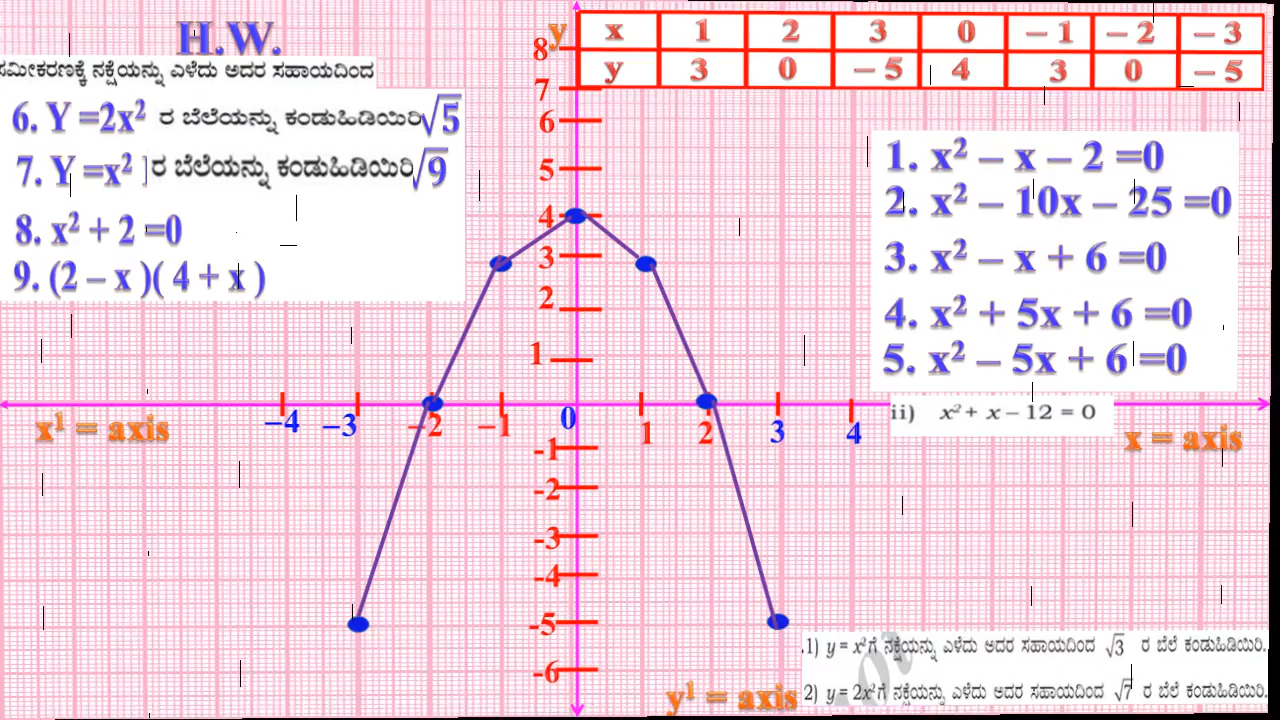 H.W.
ಸಮೀಕರಣಕ್ಕೆ ನಕ್ಷೆಯನ್ನು ಎಳೆದು ಅದರ ಸಹಾಯದಿಂದ
6. Y =2x² ರ ಬೆಲೆಯನ್ನು ಕಂಡುಹಿಡಿಯಿರಿ √5
7. Y =x² ರ ಬೆಲೆಯನ್ನು ಕಂಡುಹಿಡಿಯಿರಿ √9
8. x² + 2 =0
9. (2 – x )( 4 + x )
y
x 1 2 3 0 – 1 – 2 – 3
y 3 0 – 5 4 3 0 – 5
1. x² – x – 2 =0
2. x² – 10x – 25 =0
3. x² – x + 6 =0
4. x² + 5x + 6 =0
5. x² – 5x + 6 =0
ii) x² + x – 12 = 0
8
7
6
5
4
3
2
1
–4 –3 –2 –1 0 1 2 3 4
x¹ = axis
x = axis
-1
-2
-3
-4
-5
-6
y¹ = axis
.1) y = x²ಗೆ ನಕ್ಷೆಯನ್ನು ಎಳೆದು ಅದರ ಸಹಾಯದಿಂದ √3 ರ ಬೆಲೆ ಕಂಡುಹಿಡಿಯಿರಿ.
2) y = 2x²ಗೆ ನಕ್ಷೆಯನ್ನು ಎಳೆದು ಅದರ ಸಹಾಯದಿಂದ √7 ರ ಬೆಲೆ ಕಂಡುಹಿಡಿಯಿರಿ.